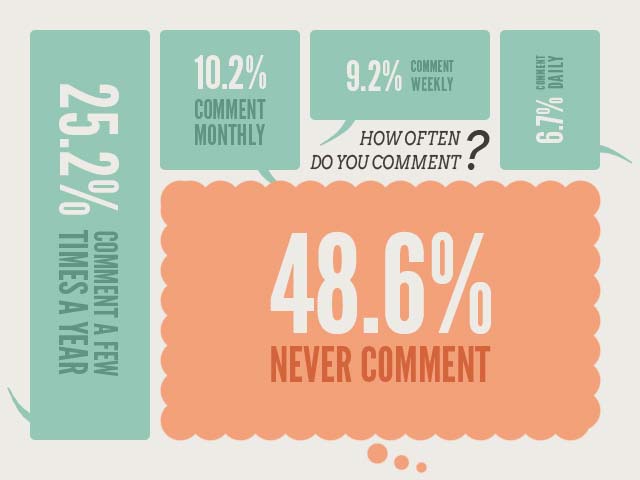 25.2%
COMMENT A FEW
TIMES A YEAR
10.2%
COMMENT
MONTHLY
9.2%
COMMENT
WEEKLY
6.7%
COMMENT
DAILY
HOW OFTEN
DO YOU COMMENT?
48.6%
NEVER COMMENT